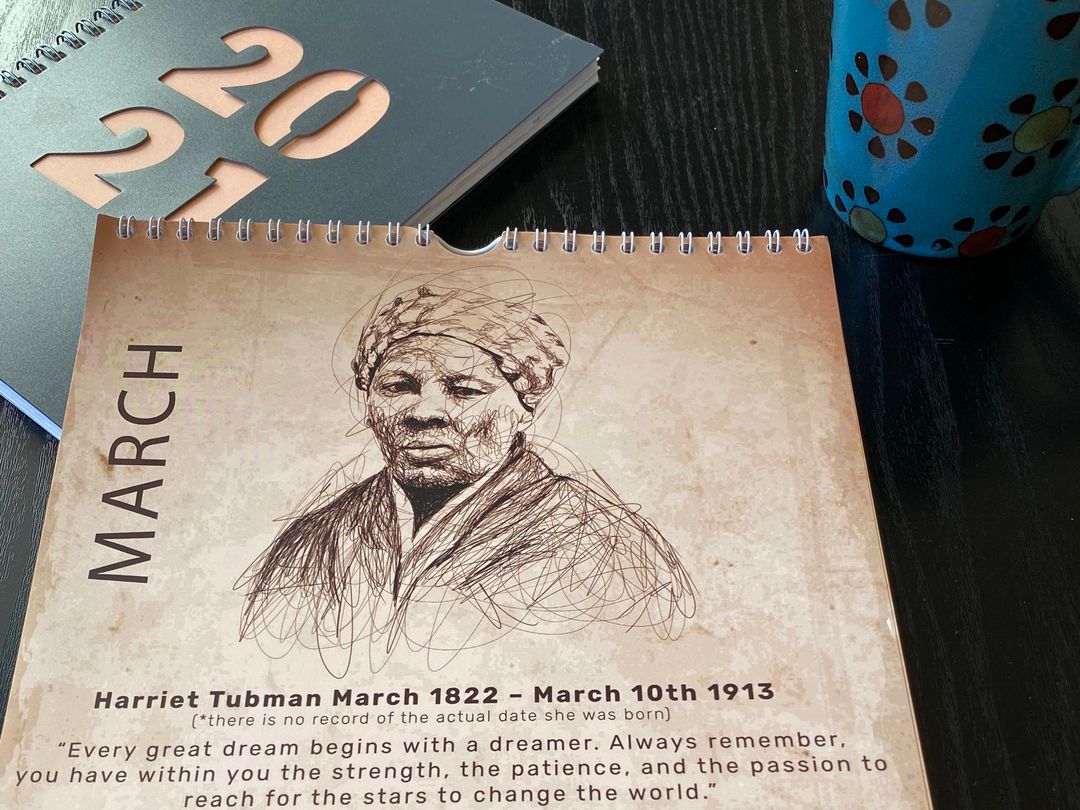 20
21
MARCH
Harriet Tubman March 1822 – March 10th 1913
(*there is no record of the actual date she was born)
“Every great dream begins with a dreamer. Always remember,
you have within you the strength, the patience, and the passion to
reach for the stars to change the world.”